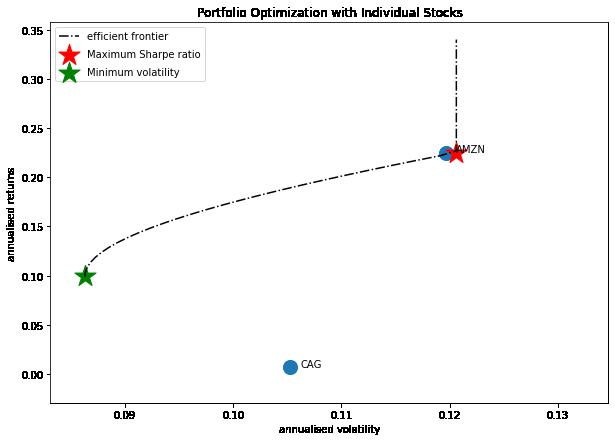 Portfolio Optimization with Individual Stocks
efficient frontier
Maximum Sharpe ratio
Minimum volatility
0.35
0.30
0.25
0.20
0.15
0.10
0.05
0.00
annualised returns
AMZN
CAG
0.09 0.10 0.11 0.12 0.13
annualised volatility